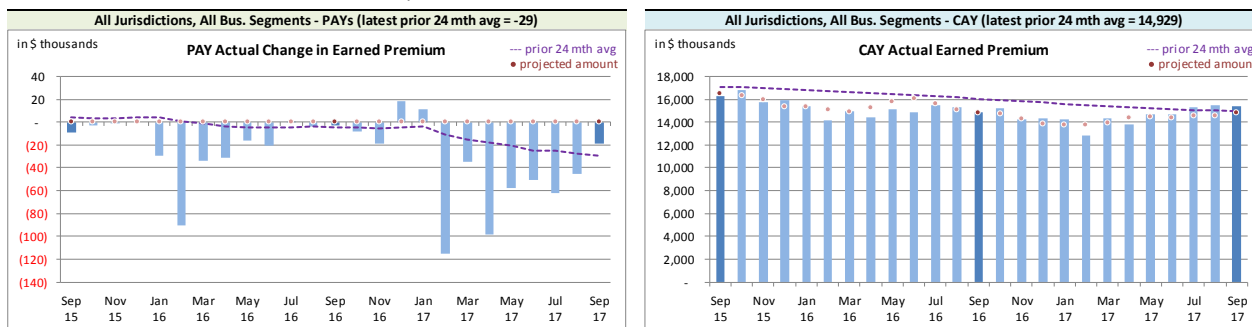 All Jurisdictions, All Bus. Segments - PAYs (latest prior 24 mth avg = -29)
in $ thousands
PAY Actual Change in Earned Premium
--- prior 24 mth avg
• projected amount
40
20
-
(20)
(40)
(60)
(80)
(100)
(120)
(140)
Sep Nov Jan Mar May Jul Sep Nov Jan Mar May Jul Sep
15 15 16 16 16 16 16 16 17 17 17 17 17
All Jurisdictions, All Bus. Segments - CAY (latest prior 24 mth avg = 14,929)
in $ thousands
CAY Actual Earned Premium
--- prior 24 mth avg
• projected amount
18,000
16,000
14,000
12,000
10,000
8,000
6,000
4,000
2,000
-
Sep Nov Jan Mar May Jul Sep Nov Jan Mar May Jul Sep
15 15 16 16 16 16 16 16 17 17 17 17 17